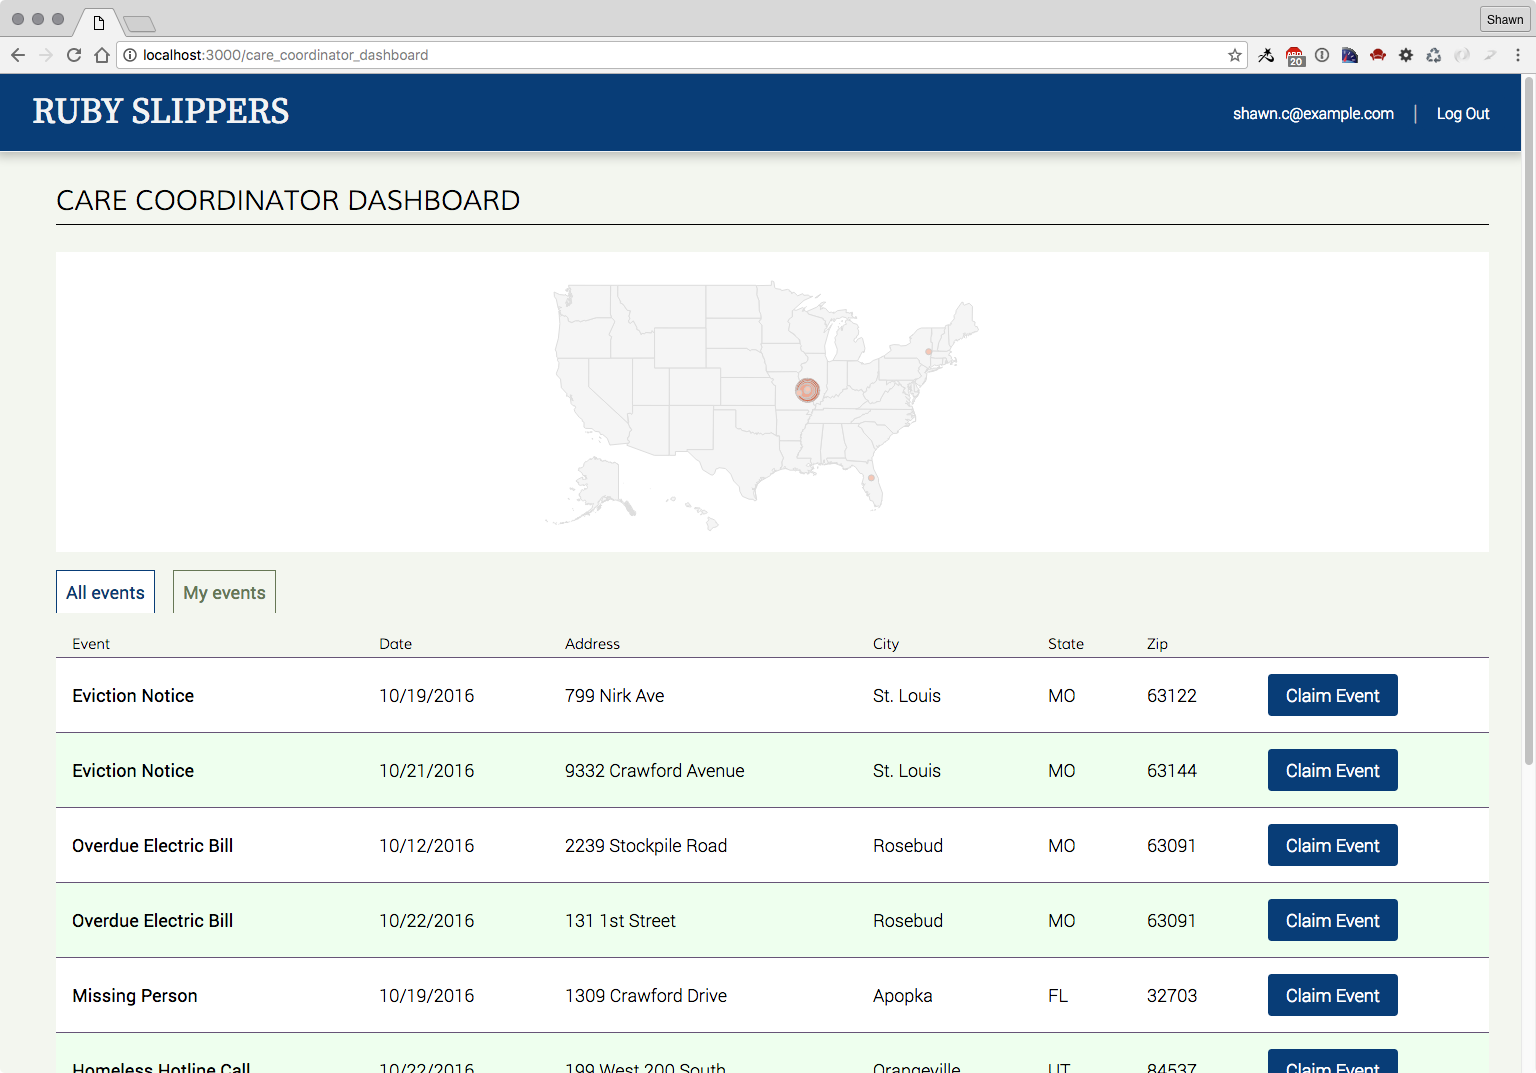 Shawn
localhost:3000/care_coordinator_dashboard
20
RUBY SLIPPERS
shawn.c@example.com | Log Out
CARE COORDINATOR DASHBOARD
All events My events
Event Date Address City State Zip
Eviction Notice 10/19/2016 799 Nirk Ave St. Louis MO 63122 Claim Event
Eviction Notice 10/21/2016 9332 Crawford Avenue St. Louis MO 63144 Claim Event
Overdue Electric Bill 10/12/2016 2239 Stockpile Road Rosebud MO 63091 Claim Event
Overdue Electric Bill 10/22/2016 131 1st Street Rosebud MO 63091 Claim Event
Missing Person 10/19/2016 1309 Crawford Drive Apopka FL 32703 Claim Event
Homeless Hotline Call 10/22/2016 199 West 200 South Orangeville UT 84537 Claim Event